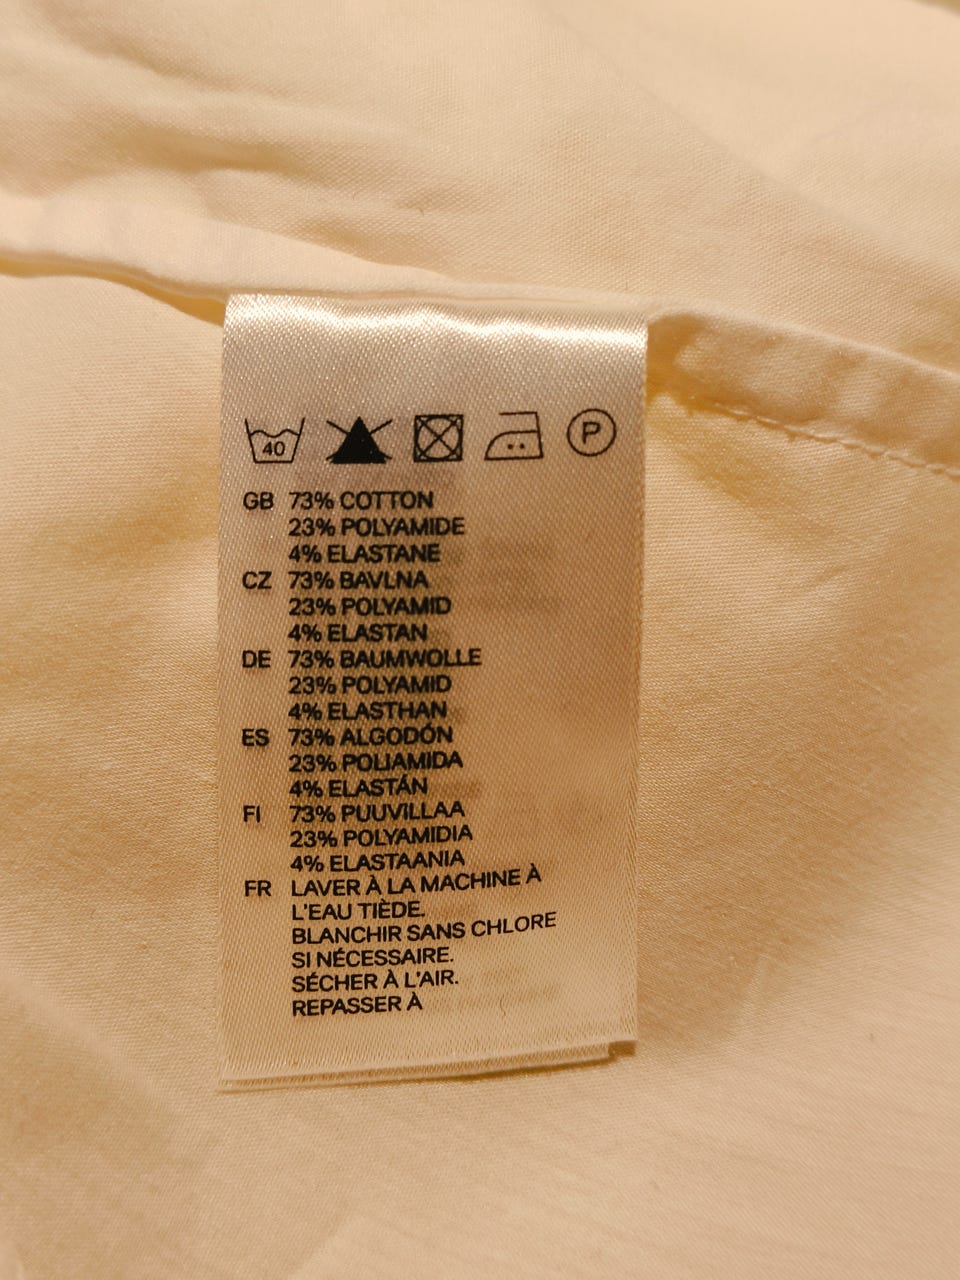 40 P
GB 73% COTTON
23% POLYAMIDE
4% ELASTANE
CZ 73% BAVLNA
23% POLYAMID
4% ELASTAN
DE 73% BAUMWOLLE
23% POLYAMID
4% ELASTHAN
ES 73% ALGODÓN
23% POLIAMIDA
4% ELASTÁN
FI 73% PUUVILLAA
23% POLYAMIDIA
4% ELASTAANIA
FR LAVER À LA MACHINE À
L'EAU TIÈDE.
BLANCHIR SANS CHLORE
SI NÉCESSAIRE.
SÉCHER À L'AIR.
REPASSER À